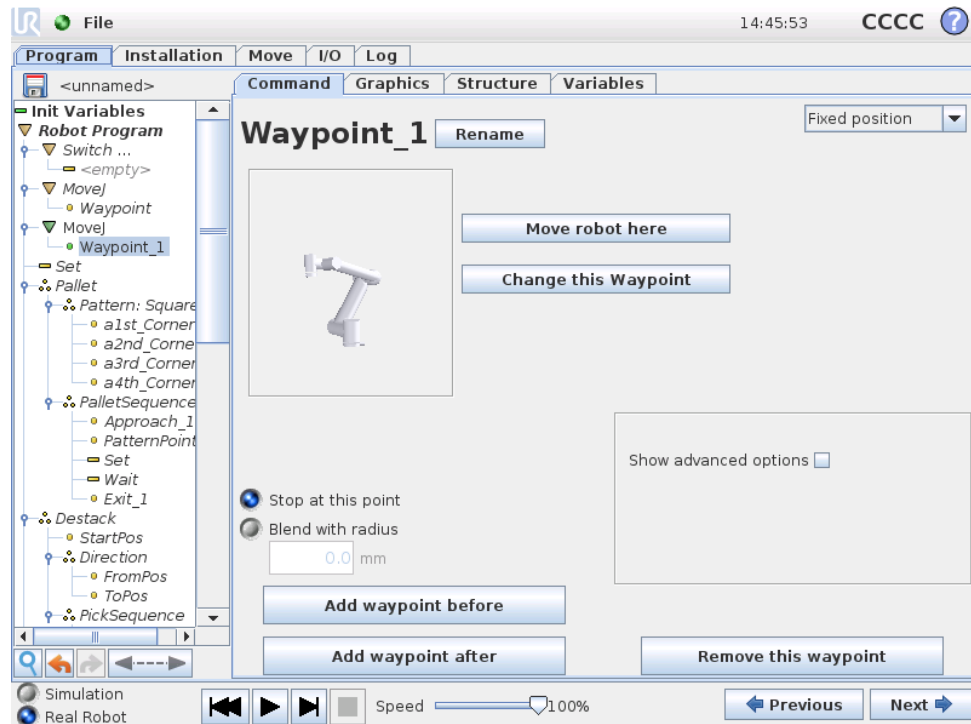 UR File 14:45:53 CCCC ?
Program Installation Move I/O Log
<unnamed>
Command Graphics Structure Variables
Init Variables
Robot Program
Switch ...
<empty>
MoveJ
Waypoint
MoveJ
Waypoint_1
Set
Pallet
Pattern: Square
a1st_Corner
a2nd_Corne
a3rd_Corner
a4th_Corner
PalletSequence
Approach_1
PatternPoint
Set
Wait
Exit_1
Destack
StartPos
Direction
FromPos
ToPos
PickSequence
Waypoint_1 Rename
Fixed position
Move robot here
Change this Waypoint
Show advanced options
Stop at this point
Blend with radius
0.0 mm
Add waypoint before
Add waypoint after Remove this waypoint
Simulation
Real Robot
Speed 100%
Previous Next